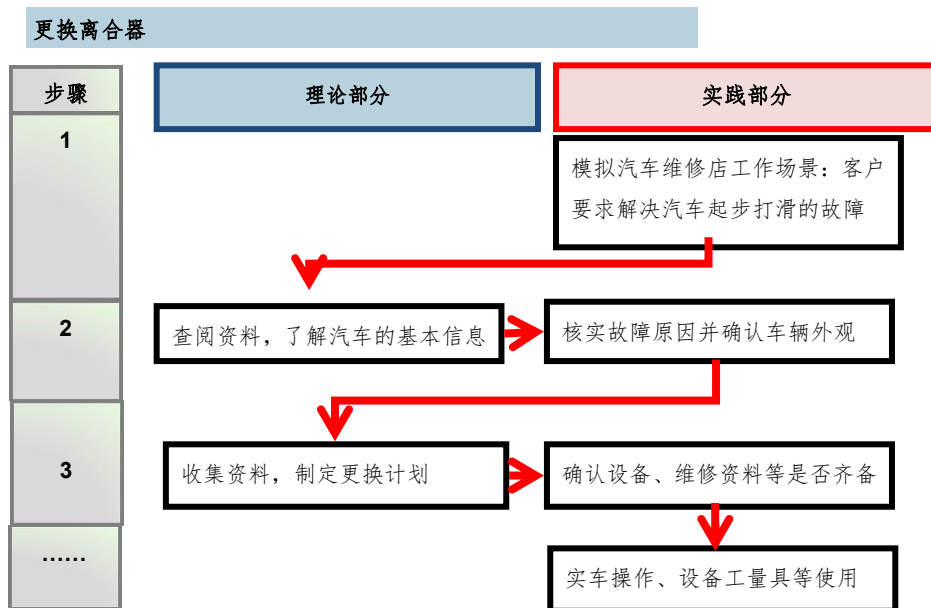 更换离合器
步骤
理论部分
实践部分
1
模拟汽车维修店工作场景：客户
要求解决汽车起步打滑的故障
2
查阅资料，了解汽车的基本信息
核实故障原因并确认车辆外观
3
收集资料，制定更换计划
确认设备、维修资料等是否齐备
……
实车操作、设备工量具等使用